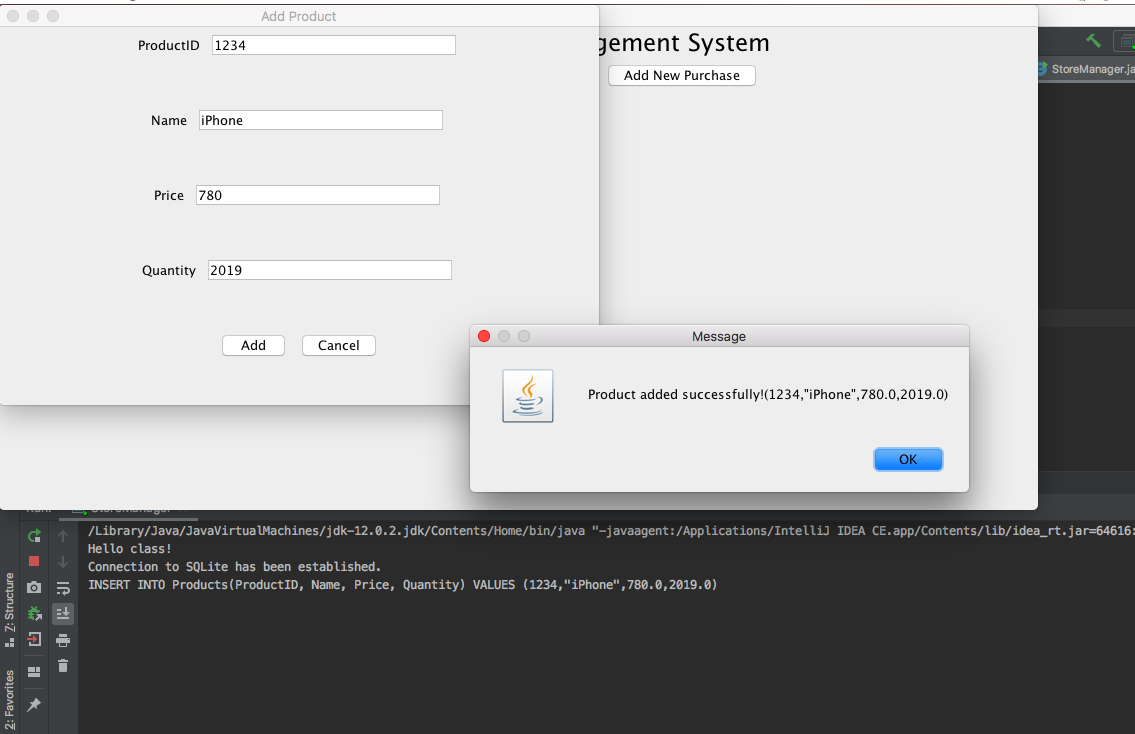 Add Product
ProductID 1234
gement System
Add New Purchase
StoreManager.ja
Name iPhone
Price 780
Quantity 2019
Add Cancel
Message
Product added successfully!(1234,"iPhone",780.0,2019.0)
OK
/Library/Java/JavaVirtualMachines/jdk-12.0.2.jdk/Contents/Home/bin/java "-javaagent:/Applications/IntelliJ IDEA CE.app/Contents/lib/idea_rt.jar=64616:
Hello class!
Connection to SQLite has been established.
INSERT INTO Products(ProductID, Name, Price, Quantity) VALUES (1234,"iPhone",780.0,2019.0)
7: Structure
2: Favorites